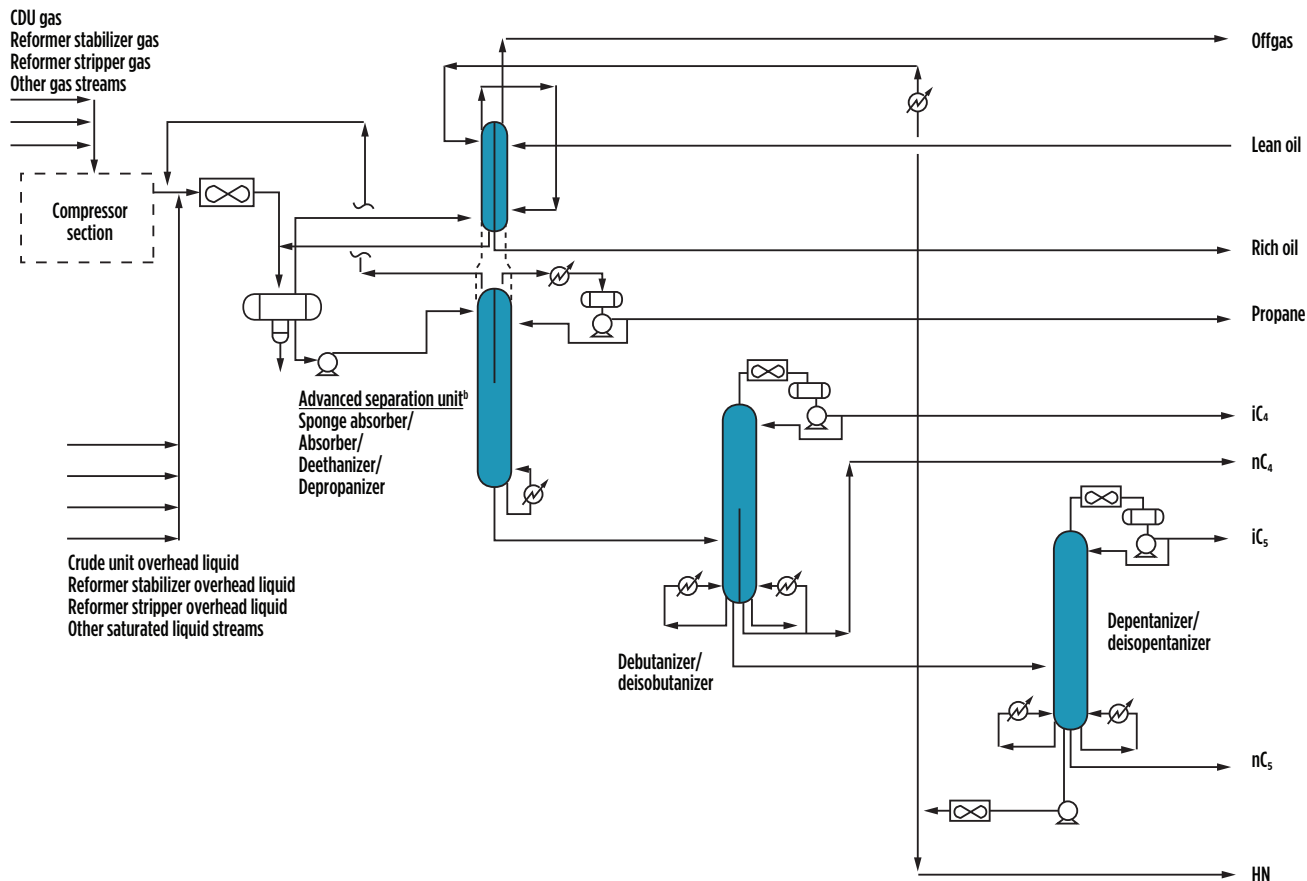 CDU gas
Reformer stabilizer gas
Reformer stripper gas
Other gas streams
Offgas
Lean oil
Compressor
section
Rich oil
Propane
Advanced separation unitᵇ
Sponge absorber/
Absorber/
Deethanizer/
Depropanizer
iC₄
nC₄
iC₅
Crude unit overhead liquid
Reformer stabilizer overhead liquid
Reformer stripper overhead liquid
Other saturated liquid streams
Debutanizer/
deisobutanizer
Depentanizer/
deisopentanizer
nC₅
HN